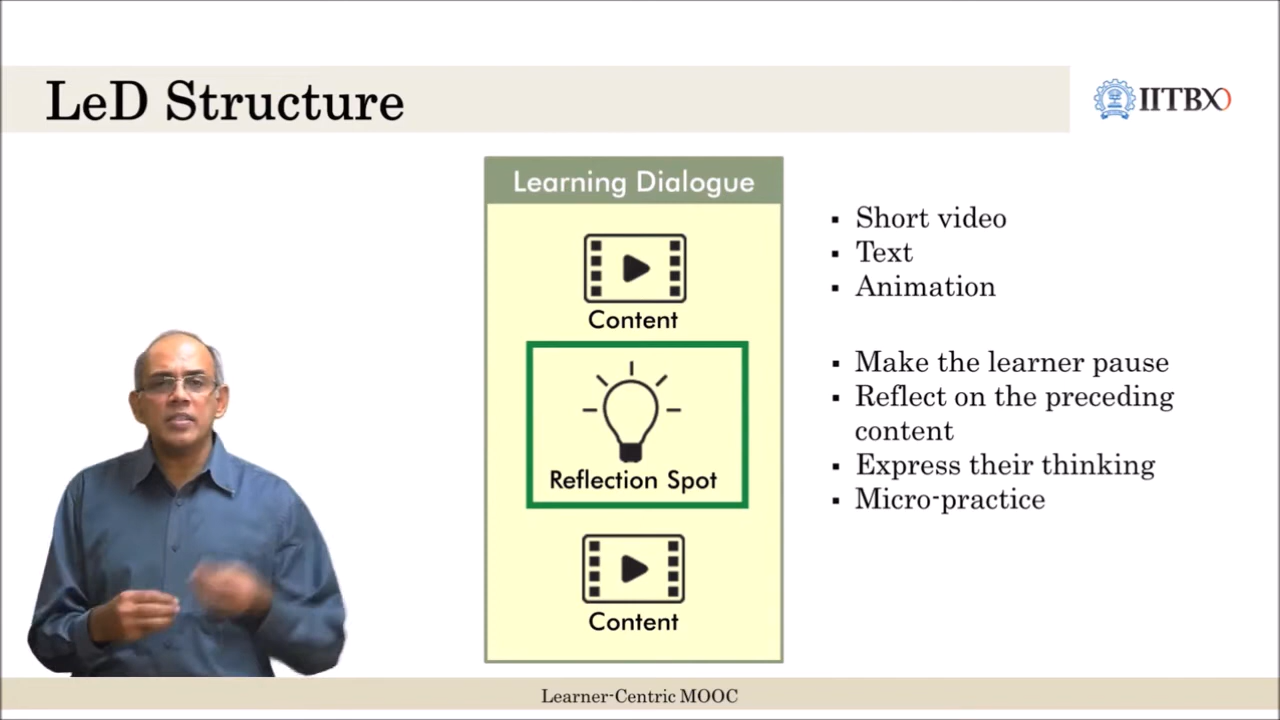 LeD Structure
IITBX
Learning Dialogue
Content
Reflection Spot
Content
▪ Short video
▪ Text
▪ Animation
▪ Make the learner pause
▪ Reflect on the preceding
content
▪ Express their thinking
▪ Micro-practice
Learner-Centric MOOC